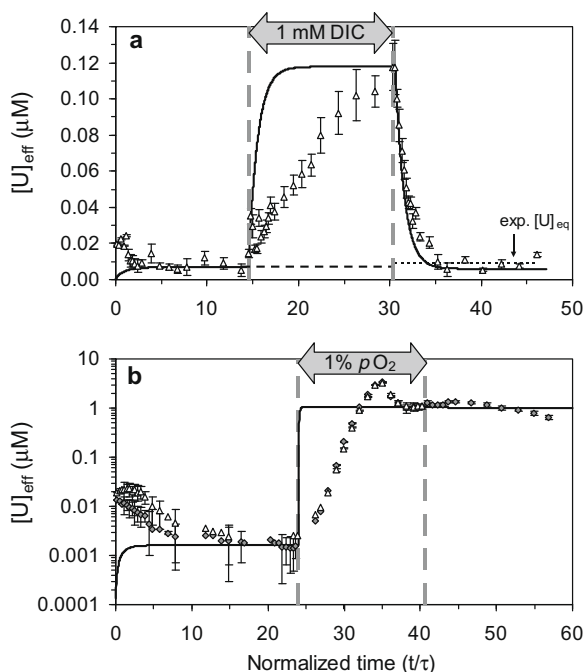 a
1 mM DIC
0.14
0.12
0.10
0.08
0.06
0.04
0.02
0.00
[U]eff (µM)
exp. [U]eq
0 10 20 30 40 50
b
1% pO2
10
1
0.1
0.01
0.001
0.0001
[U]eff (µM)
0 10 20 30 40 50 60
Normalized time (t/τ)